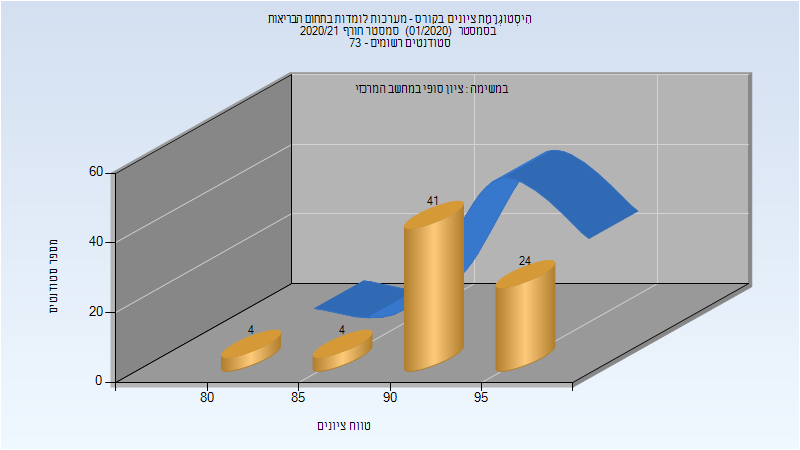 היסטוגרמת ציונים בקורס - מערכות לומדות בתחום הבריאות
בסמסטר (01/2020) סמסטר חורף 2020/21
סטודנטים רשומים - 73
במשימה : ציון סופי במחשב המרכזי
מספר סטודנטים
60
40
20
0
4
4
41
24
80
85
90
95
טווח ציונים